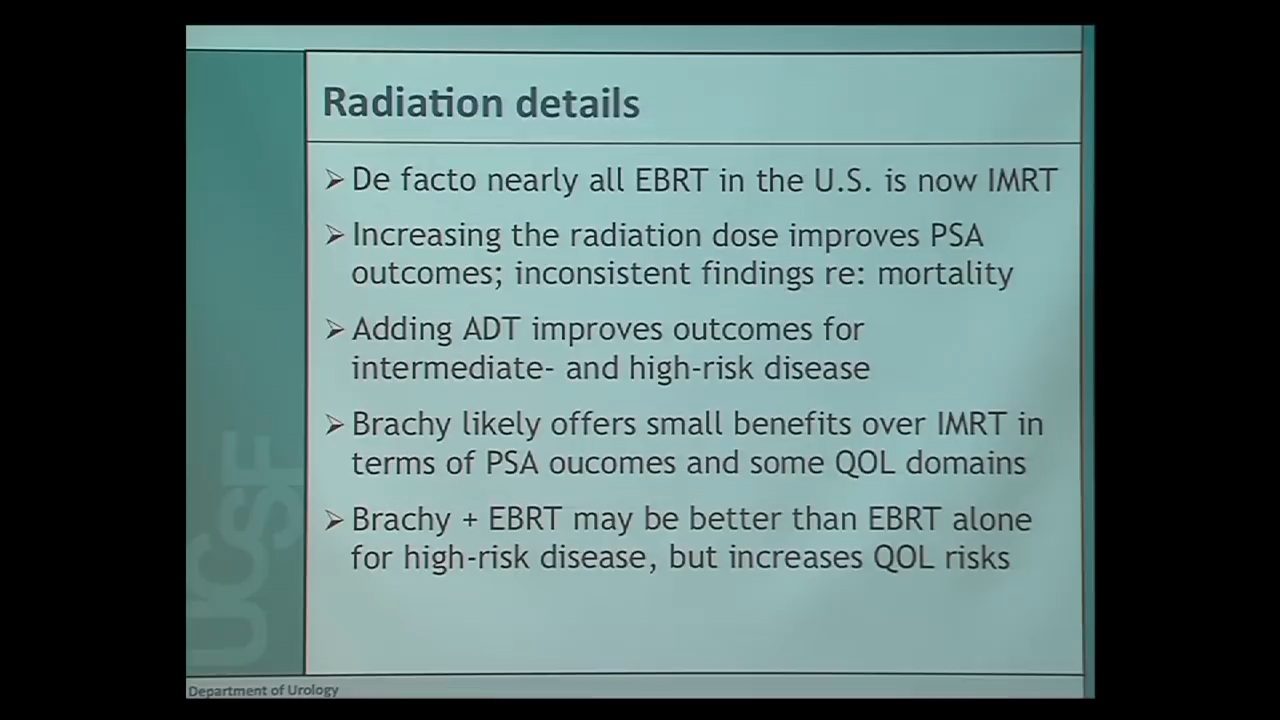 Radiation details
➢ De facto nearly all EBRT in the U.S. is now IMRT
➢ Increasing the radiation dose improves PSA
outcomes; inconsistent findings re: mortality
➢ Adding ADT improves outcomes for
intermediate- and high-risk disease
➢ Brachy likely offers small benefits over IMRT in
terms of PSA oucomes and some QOL domains
➢ Brachy + EBRT may be better than EBRT alone
for high-risk disease, but increases QOL risks
UCSF
Department of Urology